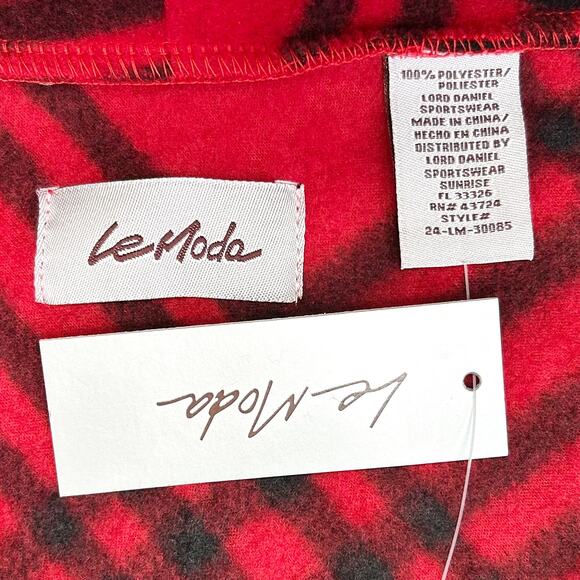 Le Moda
100% POLYESTER/
POLIESTER
LORD DANIEL
SPORTSWEAR
MADE IN CHINA/
HECHO EN CHINA
DISTRIBUTED BY
LORD DANIEL
SPORTSWEAR
SUNRISE
FL 33326
RN# 43724
STYLE#
24-LM-30085
Le Moda